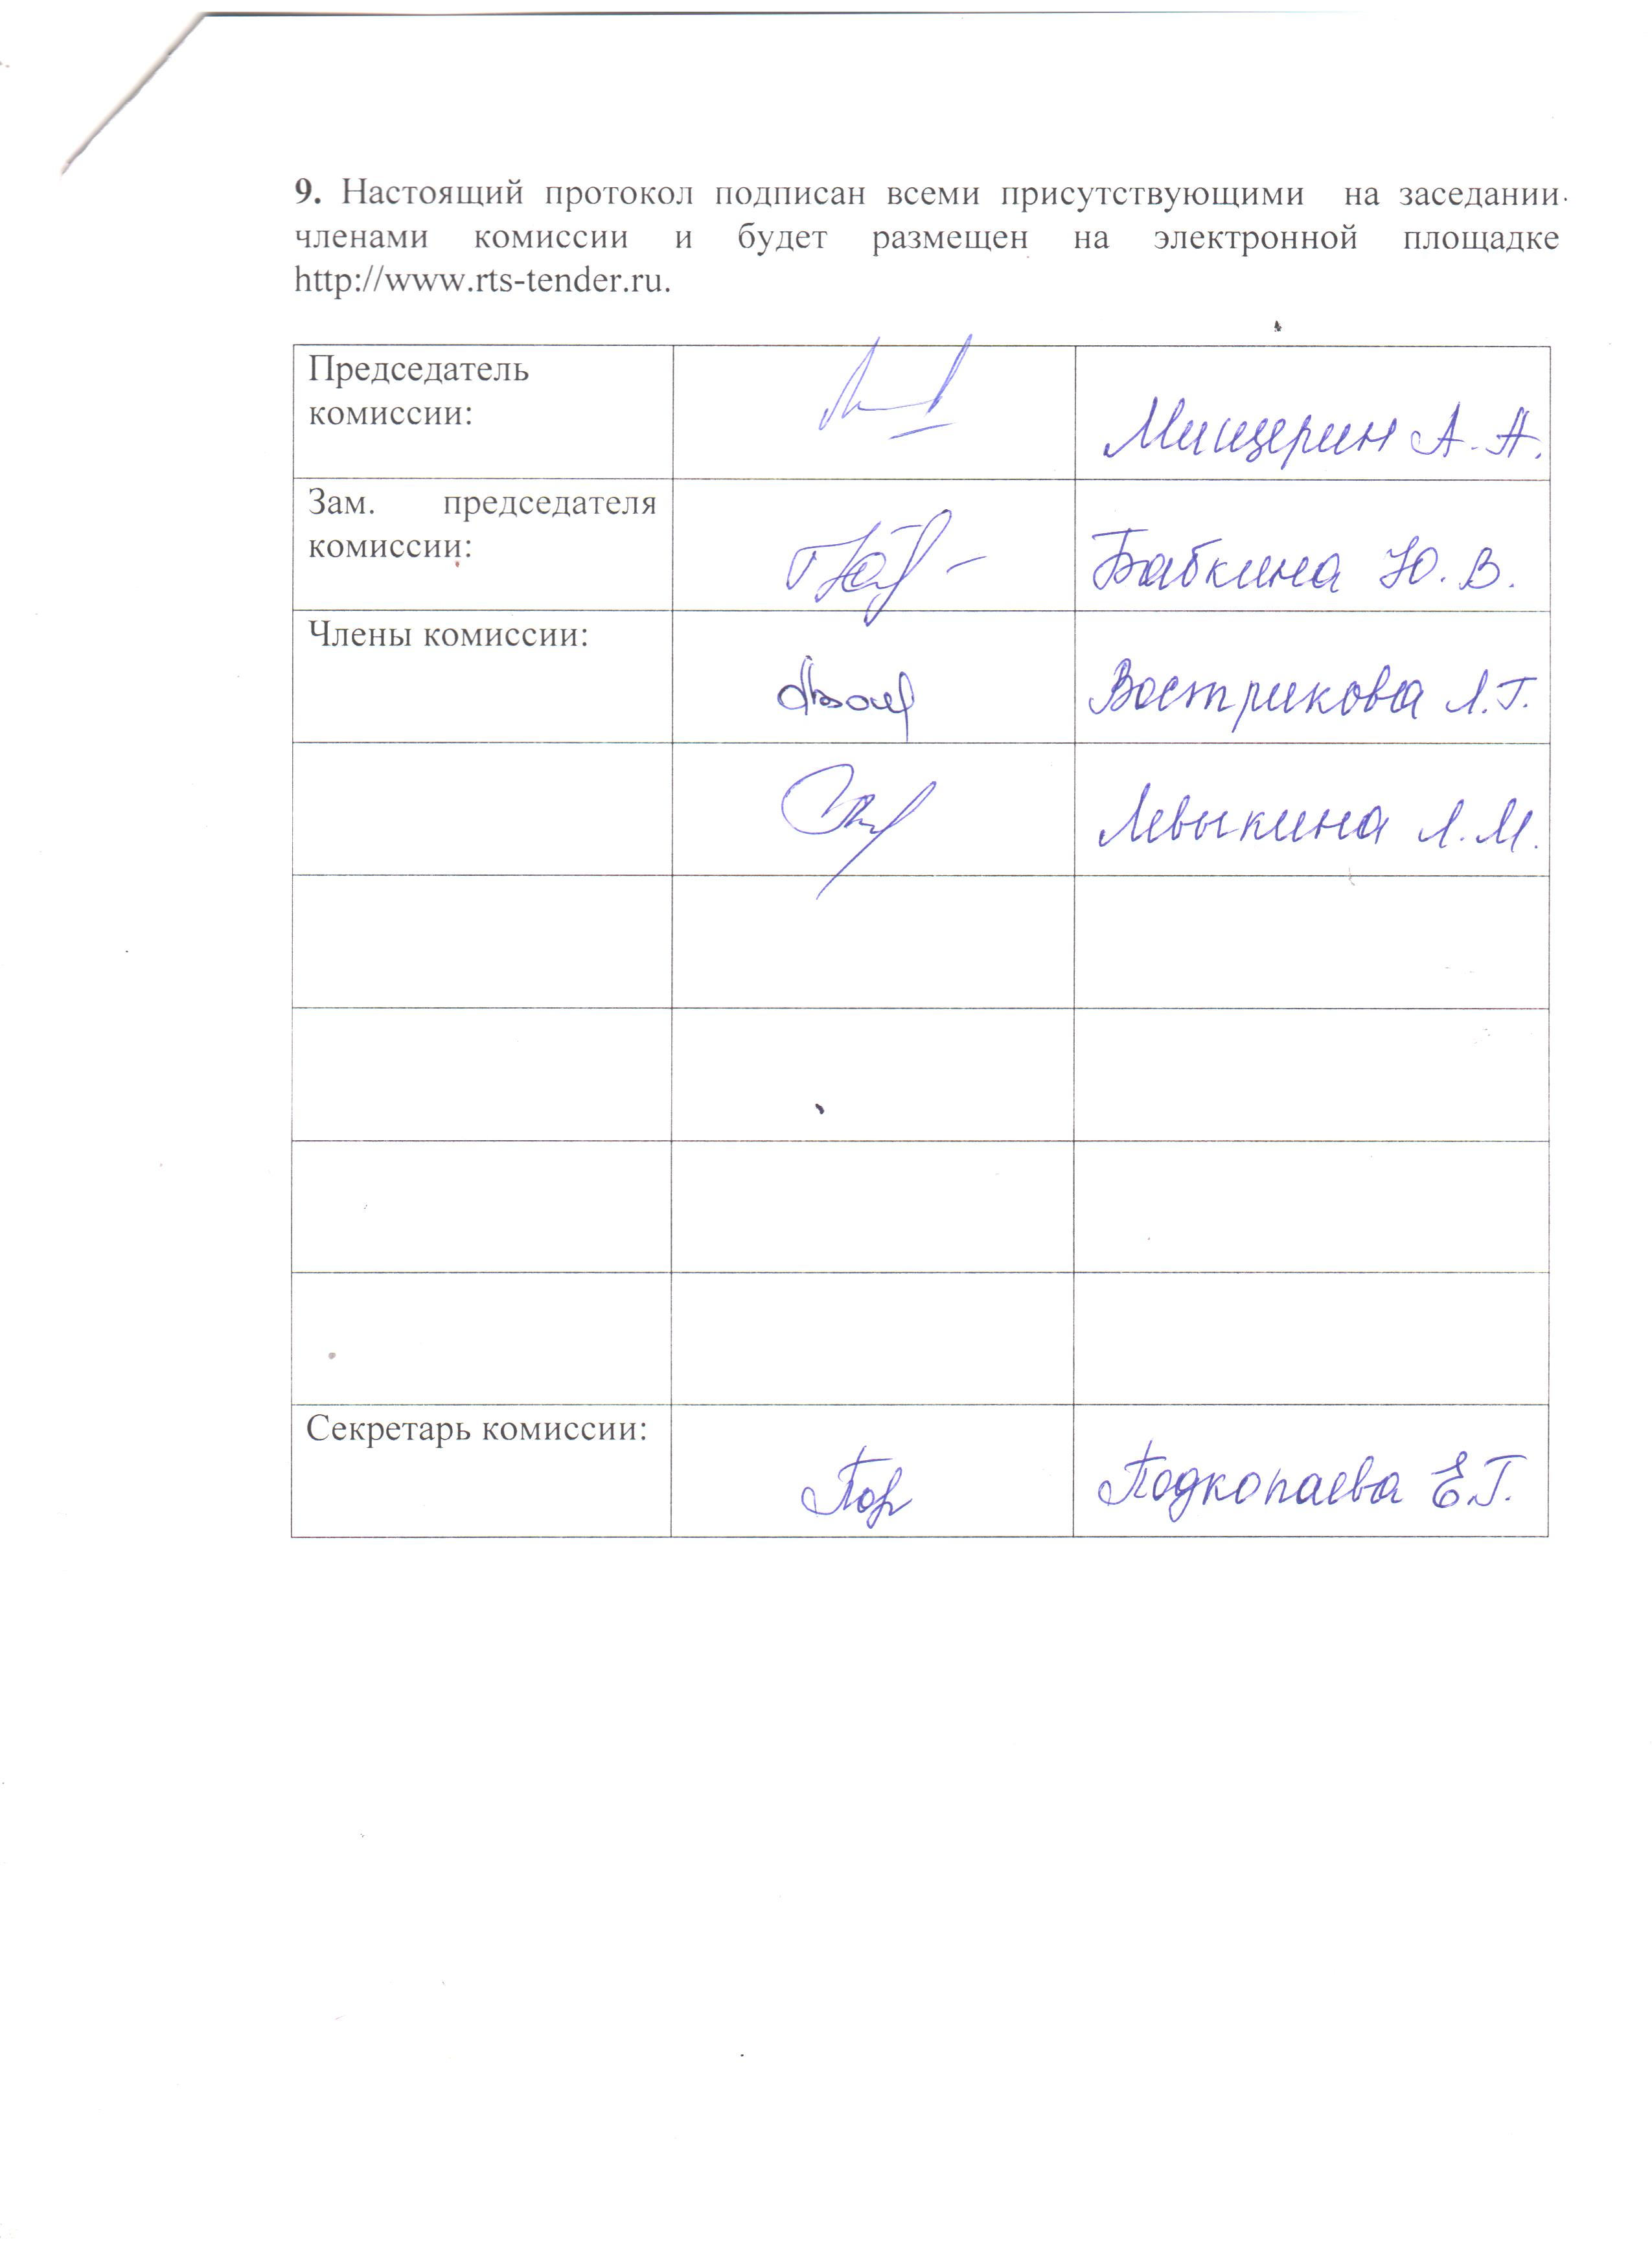 9. Настоящий протокол подписан всеми присутствующими на заседании
членами комиссии и будет размещен на электронной площадке
http://www.rts-tender.ru.
Председатель
комиссии:
Мищерин А. А.
Зам. председателя
комиссии:
Бабкина Ю. В.
Члены комиссии:
Вострикова Л.Г.
Левыкина Л.М.
Секретарь комиссии:
Подкопаева Е.Г.